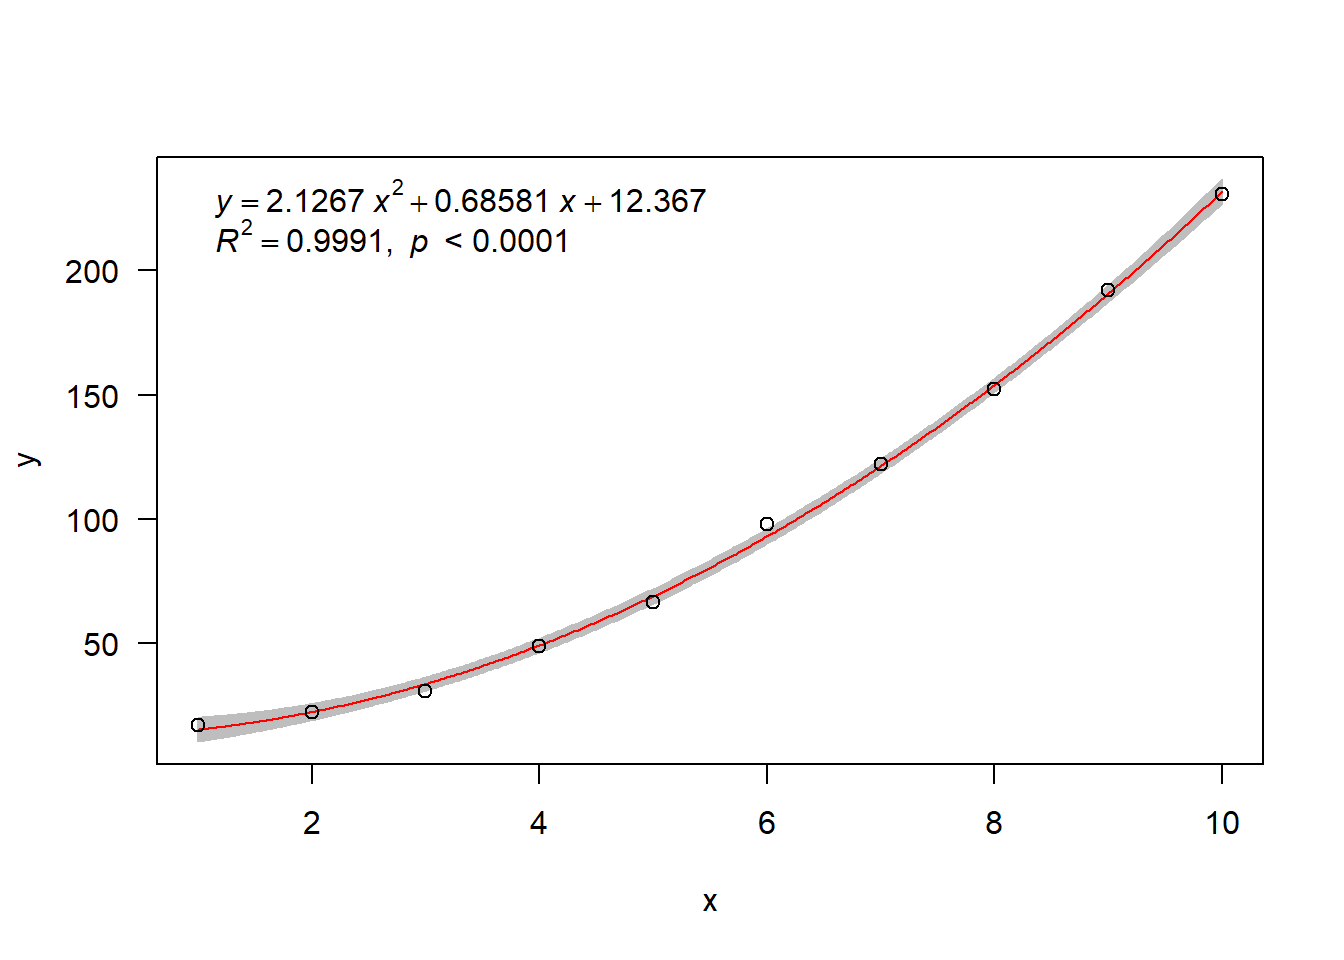 y = 2.1267 x² + 0.68581 x + 12.367
R² = 0.9991, p < 0.0001
200
150
100
50
y
2 4 6 8 10
x